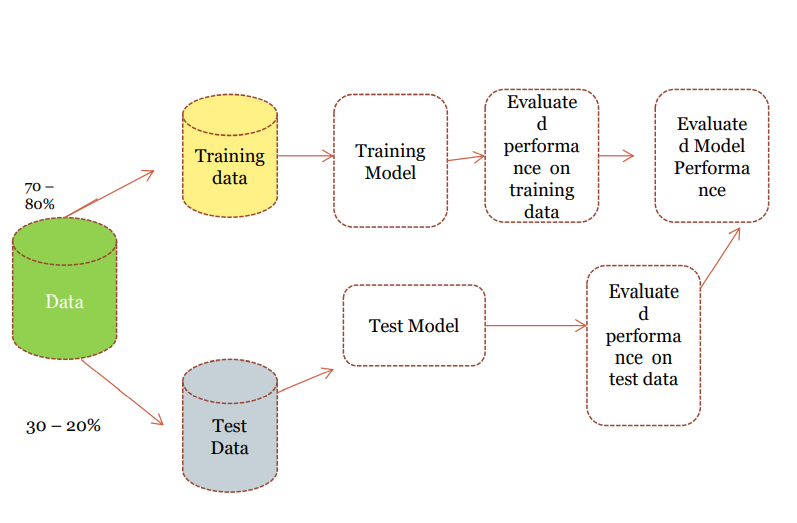 70 –
80%
Data
30 – 20%
Training
data
Training
Model
Evaluate
d
performa
nce on
training
data
Evaluate
d Model
Performa
nce
Test
Data
Test Model
Evaluate
d
performa
nce on
test data